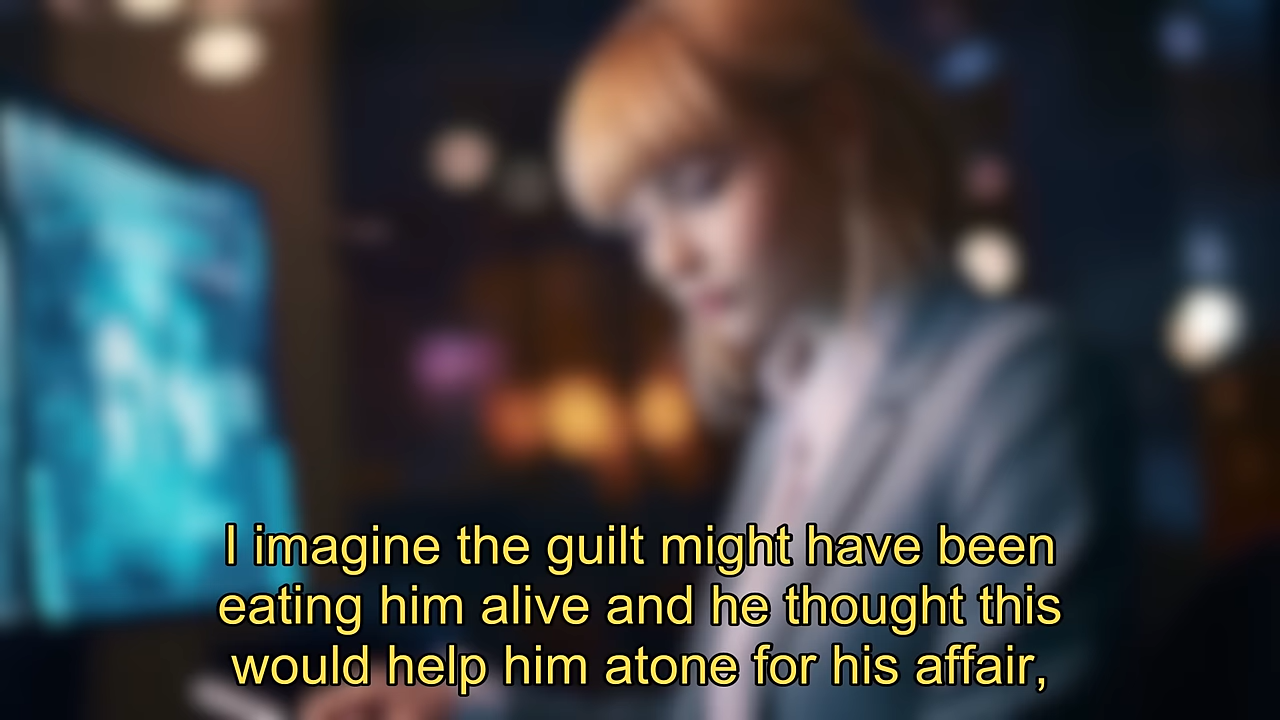 I imagine the guilt might have been
eating him alive and he thought this
would help him atone for his affair,